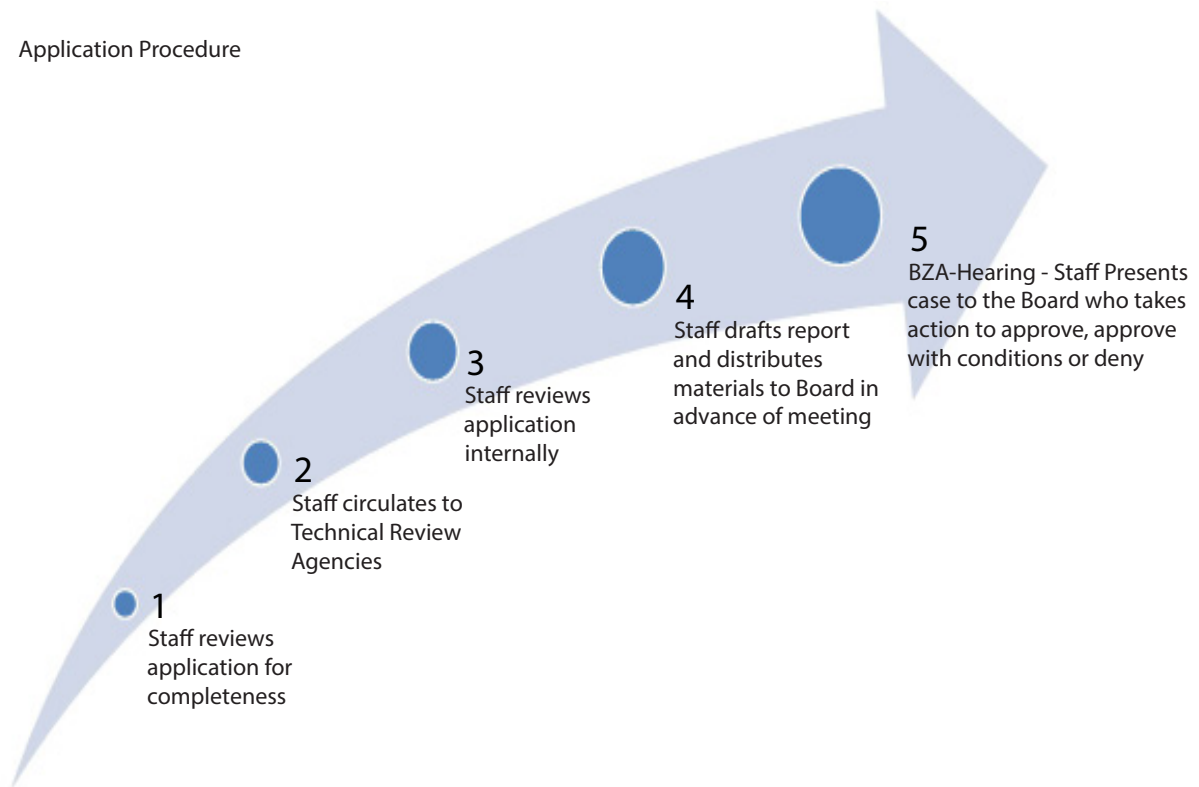 Application Procedure
1
Staff reviews
application for
completeness
2
Staff circulates to
Technical Review
Agencies
3
Staff reviews
application
internally
4
Staff drafts report
and distributes
materials to Board in
advance of meeting
5
BZA-Hearing - Staff Presents
case to the Board who takes
action to approve, approve
with conditions or deny